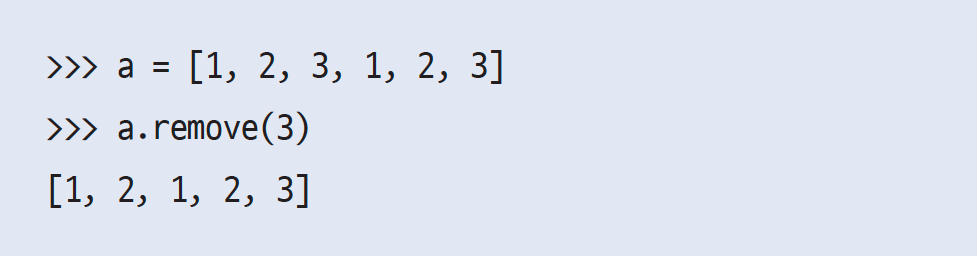 >>> a = [1, 2, 3, 1, 2, 3]
>>> a.remove(3)
[1, 2, 1, 2, 3]